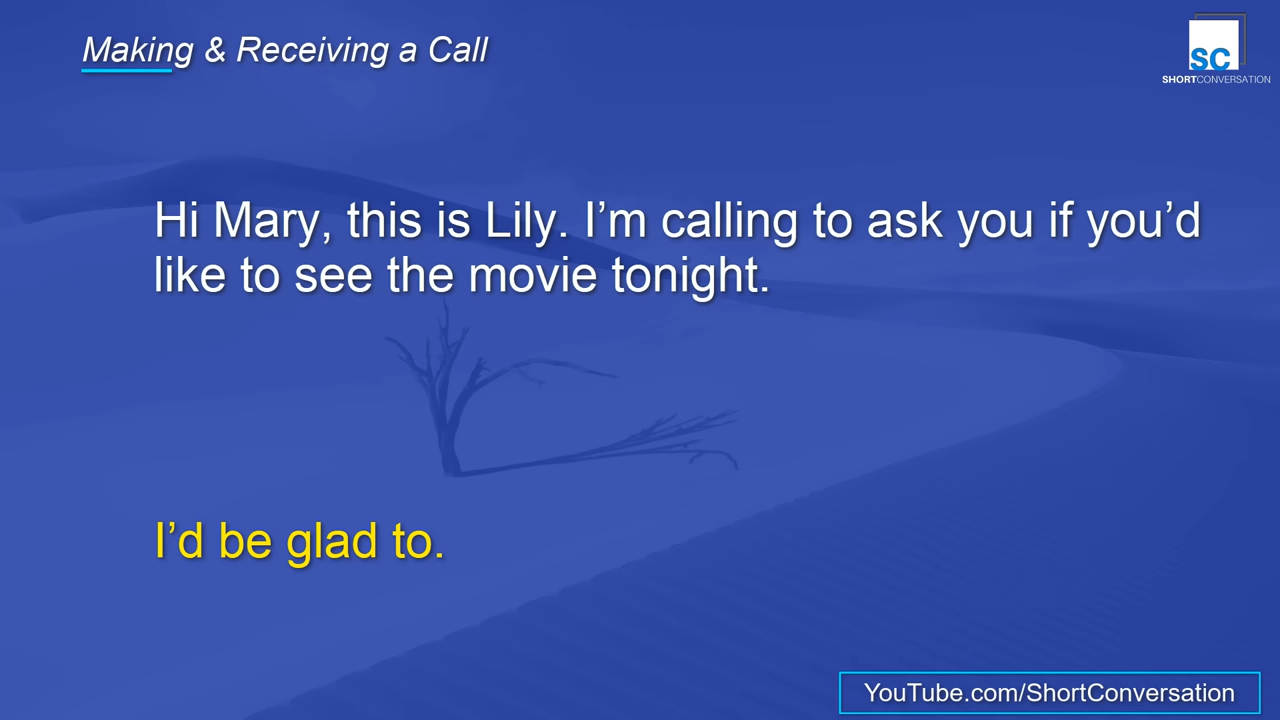 Making & Receiving a Call
SC
SHORTCONVERSATION
Hi Mary, this is Lily. I’m calling to ask you if you’d
like to see the movie tonight.
I’d be glad to.
YouTube.com/ShortConversation